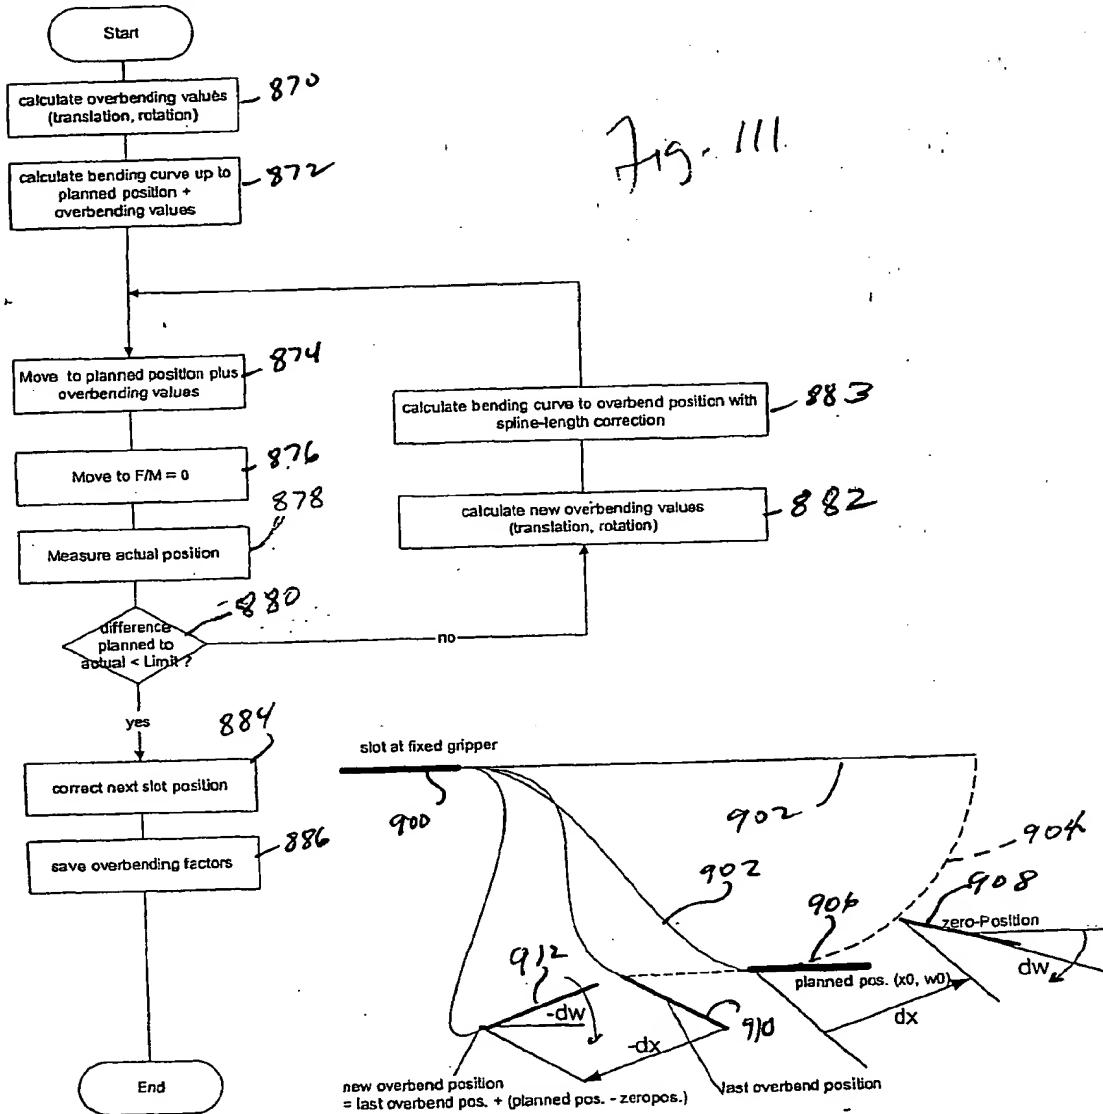 Start
calculate overbending values
(translation, rotation)
870
calculate bending curve up to
planned position +
overbending values
872
Fig. 111
Move to planned position plus
overbending values
874
Move to F/M = 0
876
Measure actual position
878
difference
planned to
actual < Limit ?
880
no
calculate new overbending values
(translation, rotation)
882
calculate bending curve to overbend position with
spline-length correction
883
yes
correct next slot position
884
save overbending factors
886
End
slot at fixed gripper
900
902
902
904
906
908
zero-Position
dw
planned pos. (x0, w0)
dx
912
-dw
910
-dx
new overbend position
= last overbend pos. + (planned pos. - zeropos.)
last overbend position